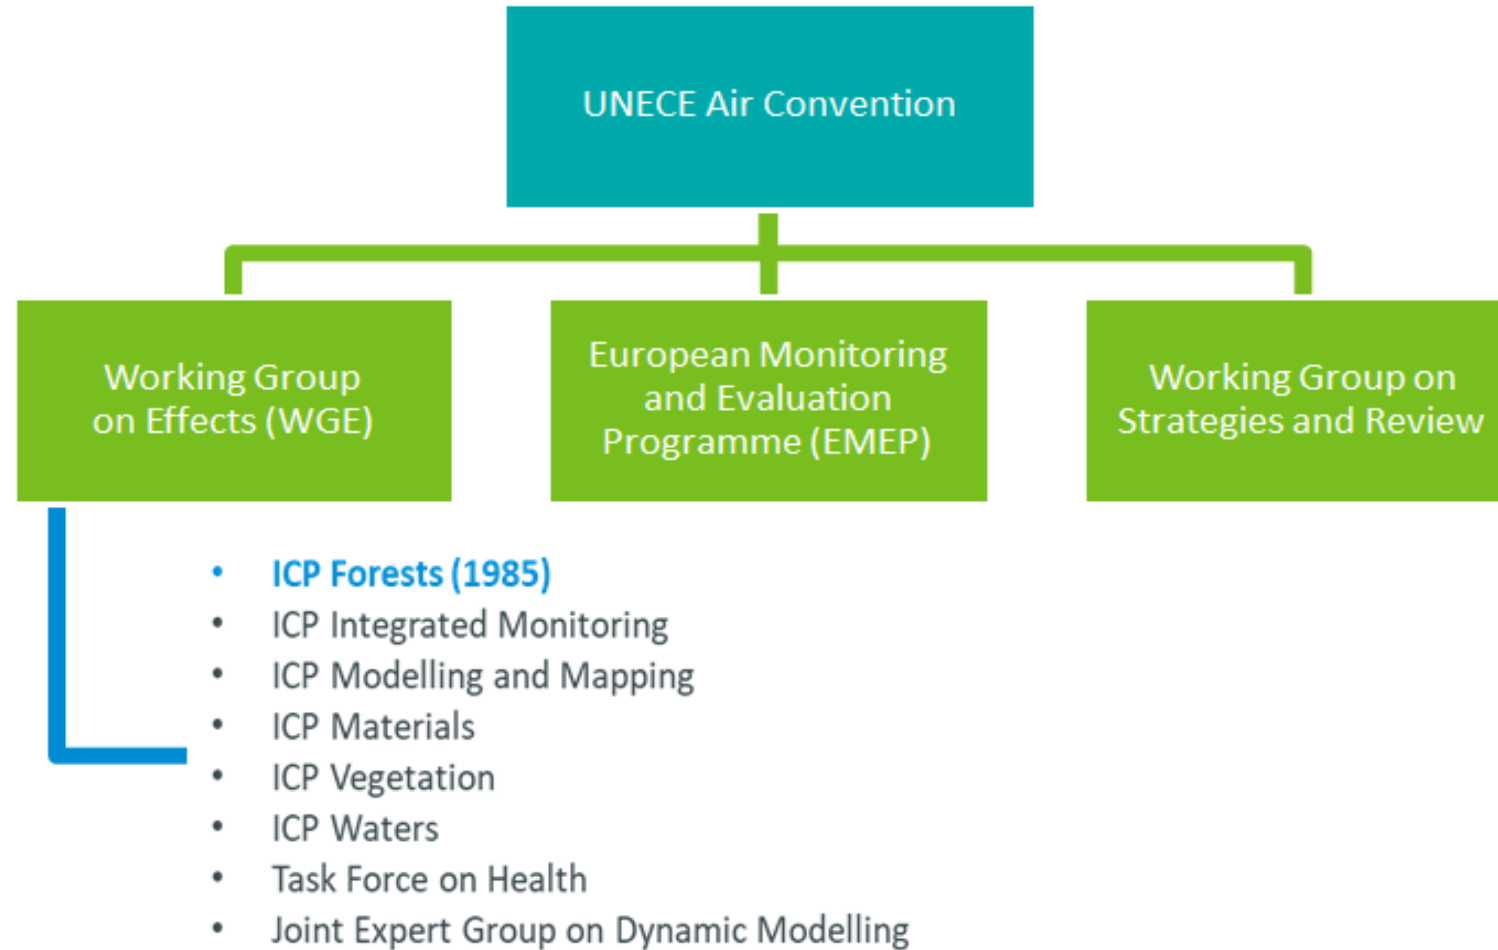 UNECE Air Convention
Working Group
on Effects (WGE)
European Monitoring
and Evaluation
Programme (EMEP)
Working Group on
Strategies and Review
• ICP Forests (1985)
• ICP Integrated Monitoring
• ICP Modelling and Mapping
• ICP Materials
• ICP Vegetation
• ICP Waters
• Task Force on Health
• Joint Expert Group on Dynamic Modelling